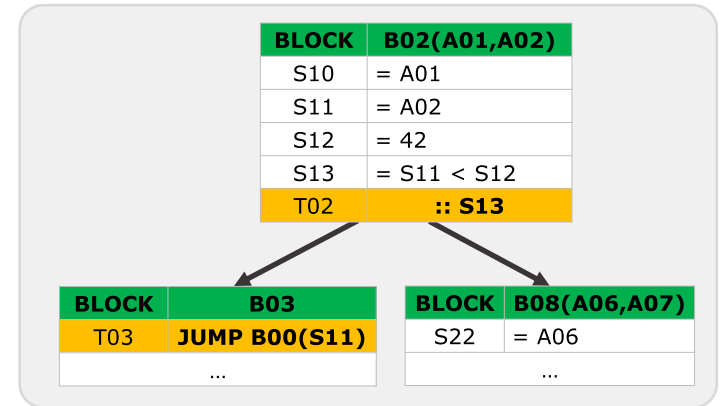 BLOCK B02(A01,A02)
S10 = A01
S11 = A02
S12 = 42
S13 = S11 < S12
T02 :: S13
BLOCK B03
T03 JUMP B00(S11)
...
BLOCK B08(A06,A07)
S22 = A06
...